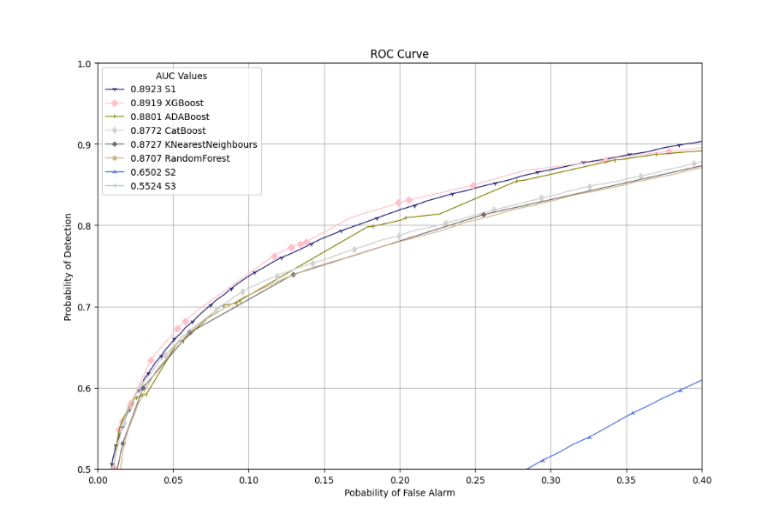 ROC Curve
AUC Values
0.8923 S1
0.8919 XGBoost
0.8801 ADABoost
0.8772 CatBoost
0.8727 KNearestNeighbours
0.8707 RandomForest
0.6502 S2
0.5524 S3
Probability of Detection
1.0
0.9
0.8
0.7
0.6
0.5
0.00 0.05 0.10 0.15 0.20 0.25 0.30 0.35 0.40
Pobability of False Alarm